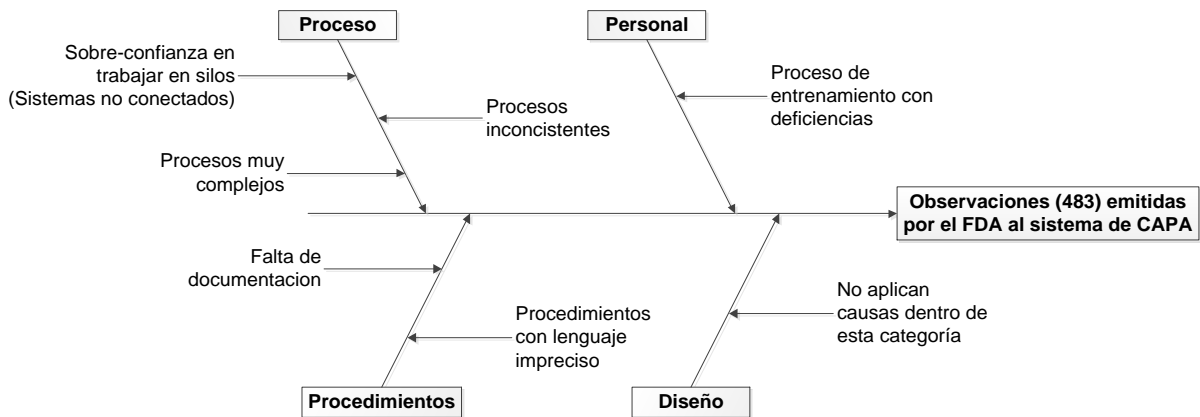 Proceso
Personal
Sobre-confianza en
trabajar en silos
(Sistemas no conectados)
Procesos
inconcistentes
Procesos muy
complejos
Proceso de
entrenamiento con
deficiencias
Observaciones (483) emitidas
por el FDA al sistema de CAPA
Falta de
documentacion
Procedimientos
con lenguaje
impreciso
No aplican
causas dentro de
esta categoría
Procedimientos
Diseño